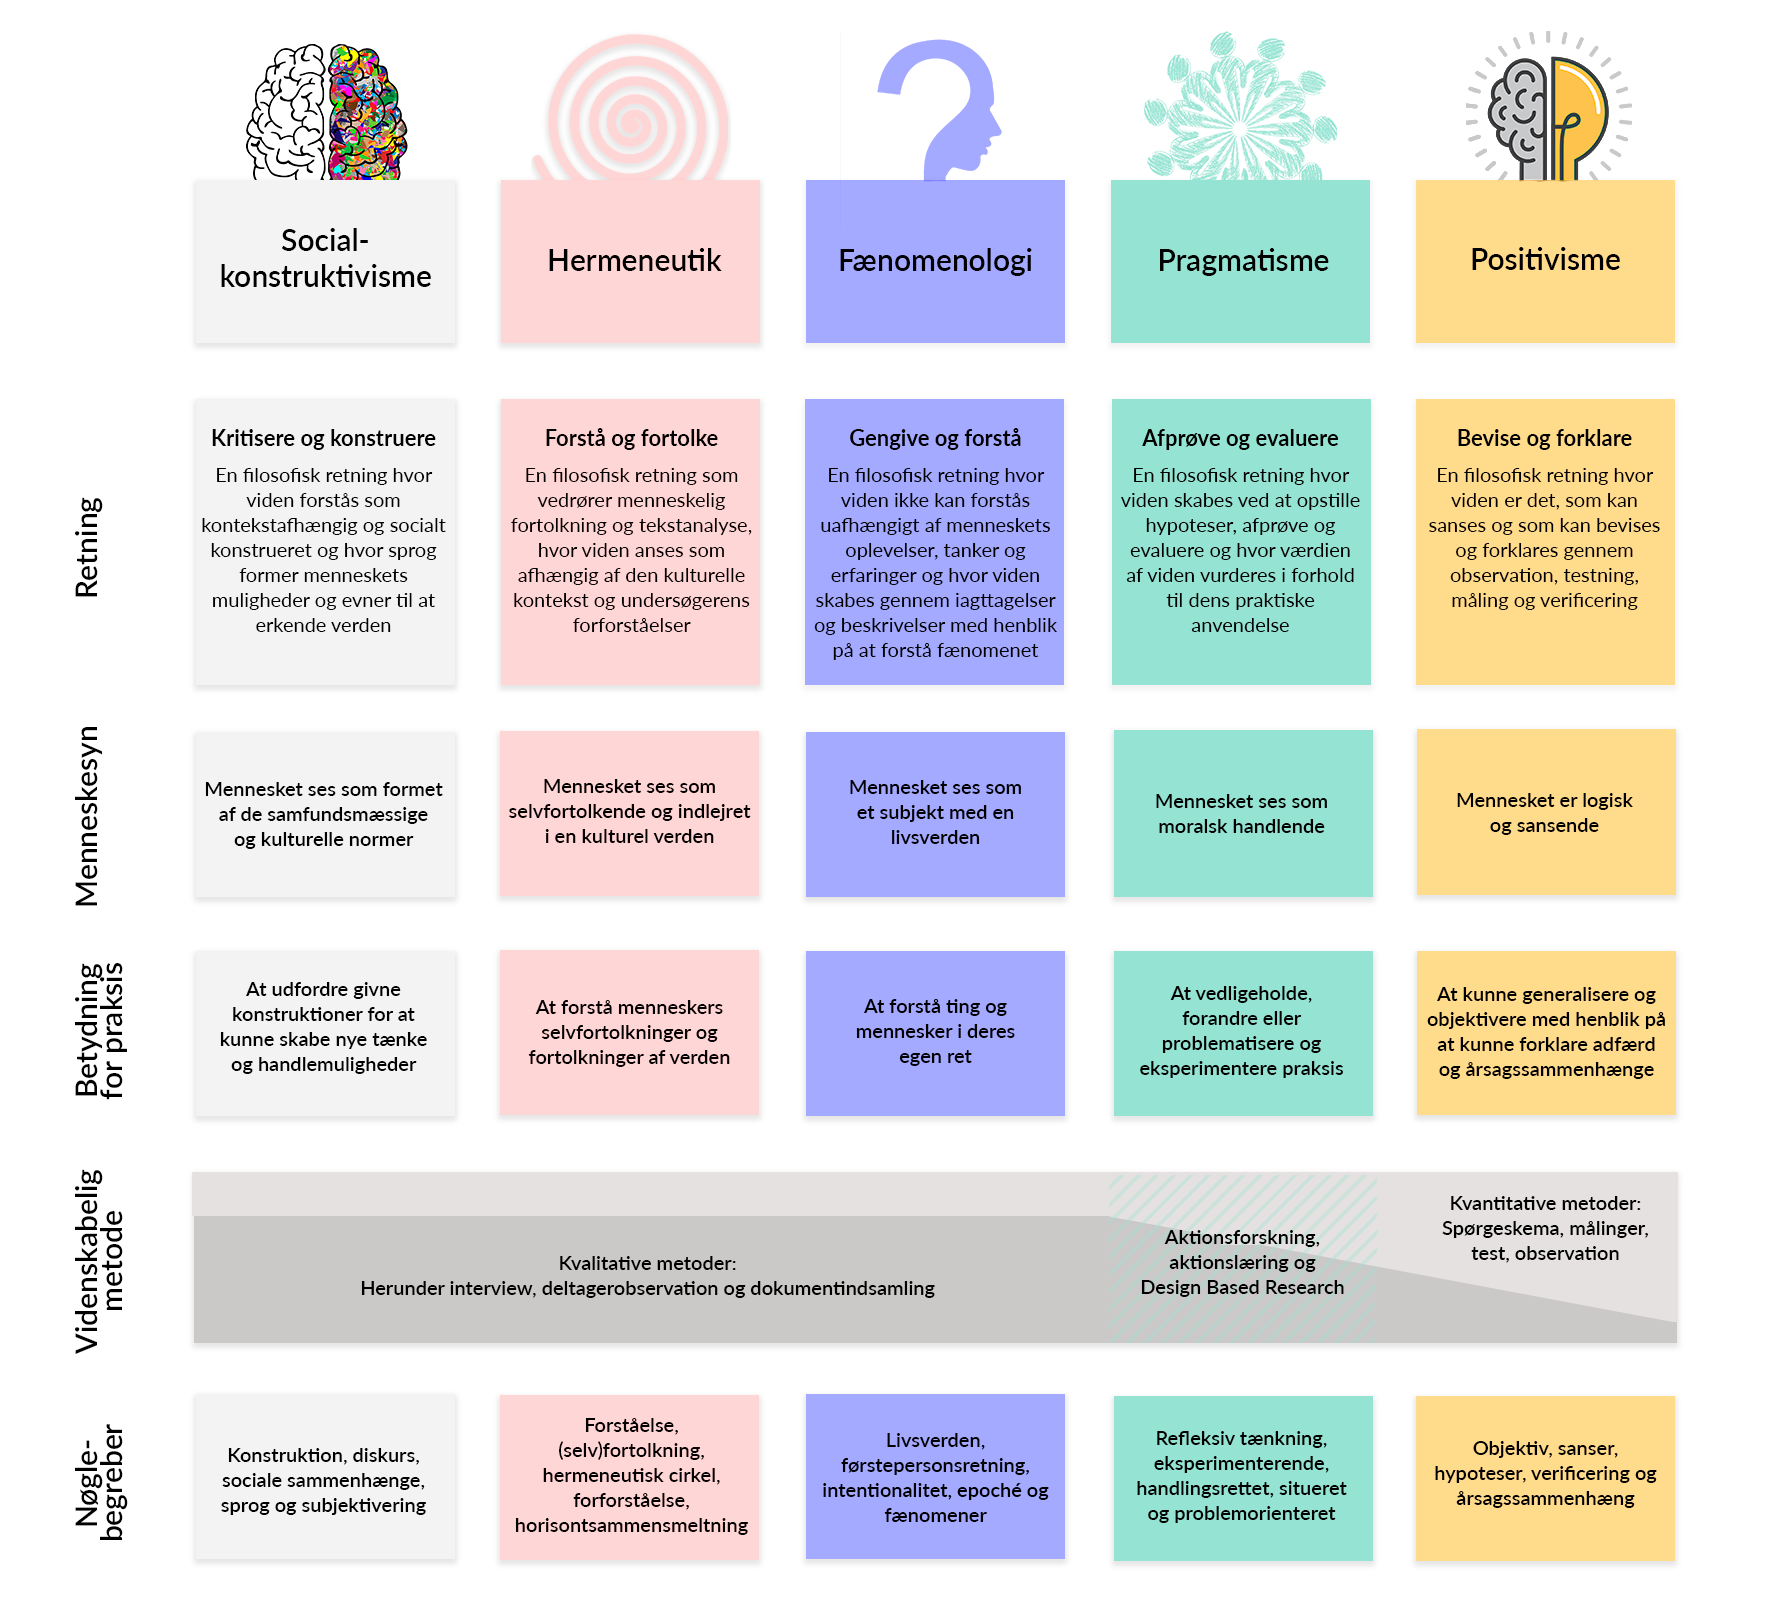 Social-
konstruktivisme
Hermeneutik
Fænomenologi
Pragmatisme
Positivisme
Retning
Kritisere og konstruere
En filosofisk retning hvor
viden forstås som
kontekstafhængig og socialt
konstrueret og hvor sprog
former menneskets
muligheder og evner til at
erkende verden
Forstå og fortolke
En filosofisk retning som
vedrører menneskelig
fortolkning og tekstanalyse,
hvor viden anses som
afhængig af den kulturelle
kontekst og undersøgerens
forforståelser
Gengive og forstå
En filosofisk retning hvor
viden ikke kan forstås
uafhængigt af menneskets
oplevelser, tanker og
erfaringer og hvor viden
skabes gennem iagttagelser
og beskrivelser med henblik
på at forstå fænomenet
Afprøve og evaluere
En filosofisk retning hvor
viden skabes ved at opstille
hypoteser, afprøve og
evaluere og hvor værdien
af viden vurderes i forhold
til dens praktiske
anvendelse
Bevise og forklare
En filosofisk retning hvor
viden er det, som kan
sanses og som kan bevises
og forklares gennem
observation, testning,
måling og verificering
Menneskesyn
Mennesket ses som formet
af de samfundsmæssige
og kulturelle normer
Mennesket ses som
selvfortolkende og indlejret
i en kulturel verden
Mennesket ses som
et subjekt med en
livsverden
Mennesket ses som
moralsk handlende
Mennesket er logisk
og sansende
Betydning
for praksis
At udfordre givne
konstruktioner for at
kunne skabe nye tænke
og handlemuligheder
At forstå menneskers
selvfortolkninger og
fortolkninger af verden
At forstå ting og
mennesker i deres
egen ret
At vedligeholde,
forandre eller
problematisere og
eksperimentere praksis
At kunne generalisere og
objektivere med henblik på
at kunne forklare adfærd
og årsagssammenhænge
Videnskabelig
metode
Kvalitative metoder:
Herunder interview, deltagerobservation og dokumentindsamling
Aktionsforskning,
aktionslæring og
Design Based Research
Kvantitative metoder:
Spørgeskema, målinger,
test, observation
Nøgle-
begreber
Konstruktion, diskurs,
sociale sammenhænge,
sprog og subjektivering
Forståelse,
(selv)fortolkning,
hermeneutisk cirkel,
forforståelse,
horisontsammensmeltning
Livsverden,
førstepersonsretning,
intentionalitet, epoché og
fænomener
Refleksiv tænkning,
eksperimenterende,
handlingsrettet, situeret
og problemorienteret
Objektiv, sanser,
hypoteser, verificering og
årsagssammenhæng